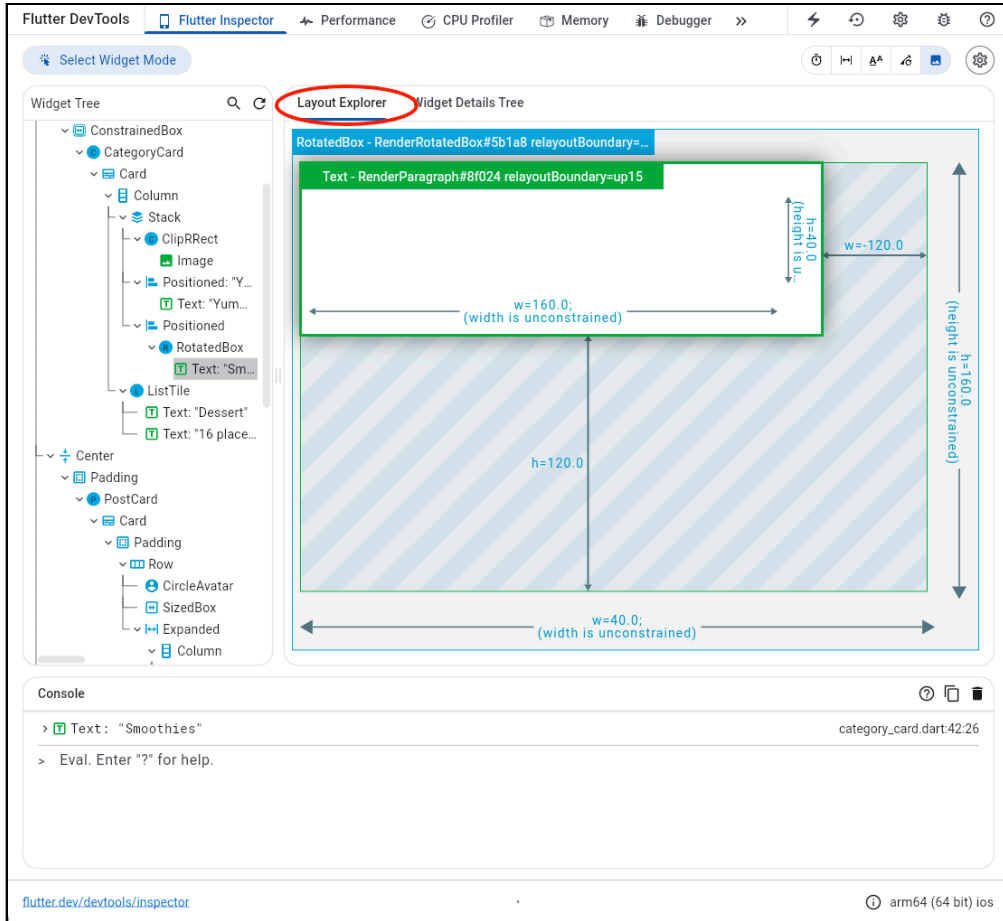 Flutter DevTools
Flutter Inspector
Performance
CPU Profiler
Memory
Debugger
Select Widget Mode
Widget Tree
ConstrainedBox
CategoryCard
Card
Column
Stack
ClipRRect
Image
Positioned: "Y...
Text: "Yum...
Positioned
RotatedBox
Text: "Sm...
ListTile
Text: "Dessert"
Text: "16 place...
Center
Padding
PostCard
Card
Padding
Row
CircleAvatar
SizedBox
Expanded
Column
Layout Explorer
Widget Details Tree
RotatedBox - RenderRotatedBox#5b1a8 relayoutBoundary=...
Text - RenderParagraph#8f024 relayoutBoundary=up15
h=40.0
(height is u...
w=-120.0
w=160.0;
(width is unconstrained)
h=160.0
(height is unconstrained)
h=120.0
w=40.0;
(width is unconstrained)
Console
Text: "Smoothies"
category_card.dart:42:26
> Eval. Enter "?" for help.
flutter.dev/devtools/inspector
arm64 (64 bit) ios